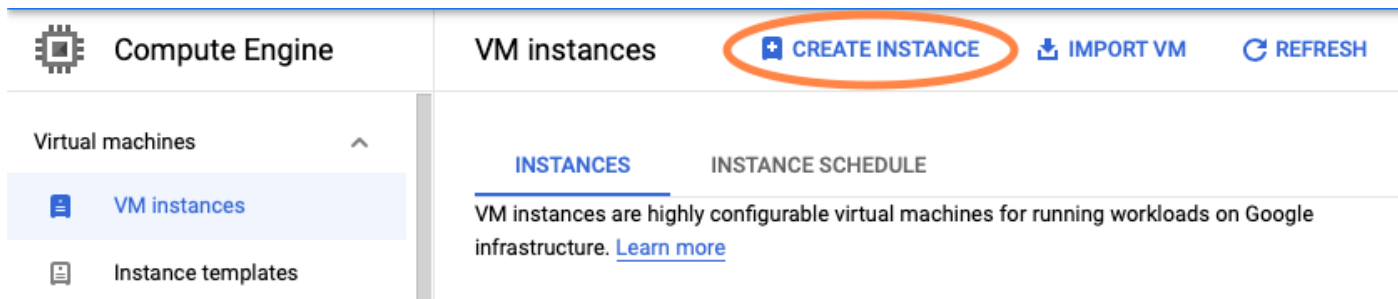 Compute Engine
VM instances
CREATE INSTANCE
IMPORT VM
REFRESH
Virtual machines
VM instances
Instance templates
INSTANCES
INSTANCE SCHEDULE
VM instances are highly configurable virtual machines for running workloads on Google
infrastructure. Learn more